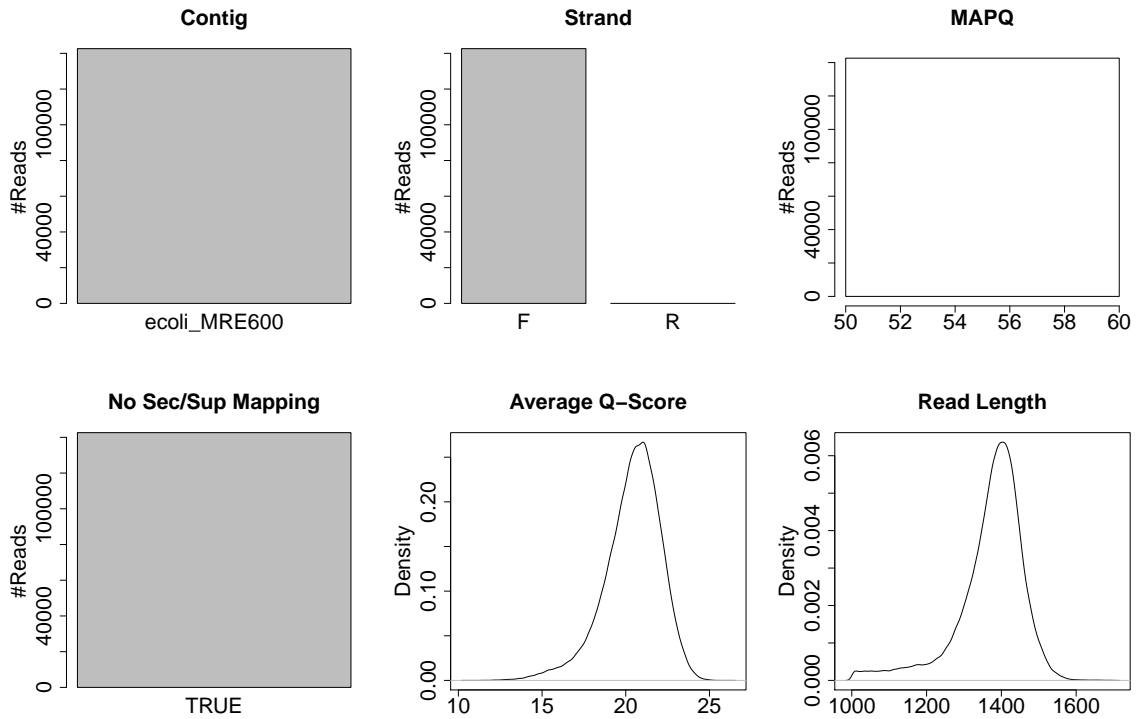 Contig
#Reads
0
40000
100000
ecoli_MRE600
Strand
#Reads
0
40000
100000
F
R
MAPQ
#Reads
0
40000
100000
50
52
54
56
58
60
No Sec/Sup Mapping
#Reads
0
40000
100000
TRUE
Average Q−Score
Density
0.00
0.10
0.20
10
15
20
25
Read Length
Density
0.000
0.002
0.004
0.006
1000
1200
1400
1600